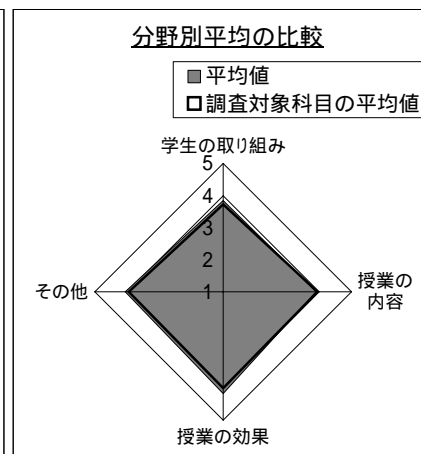 分野別平均の比較
平均値
調査対象科目の平均値
学生の取り組み
5
4
3
2
1
その他
授業の
内容
授業の効果